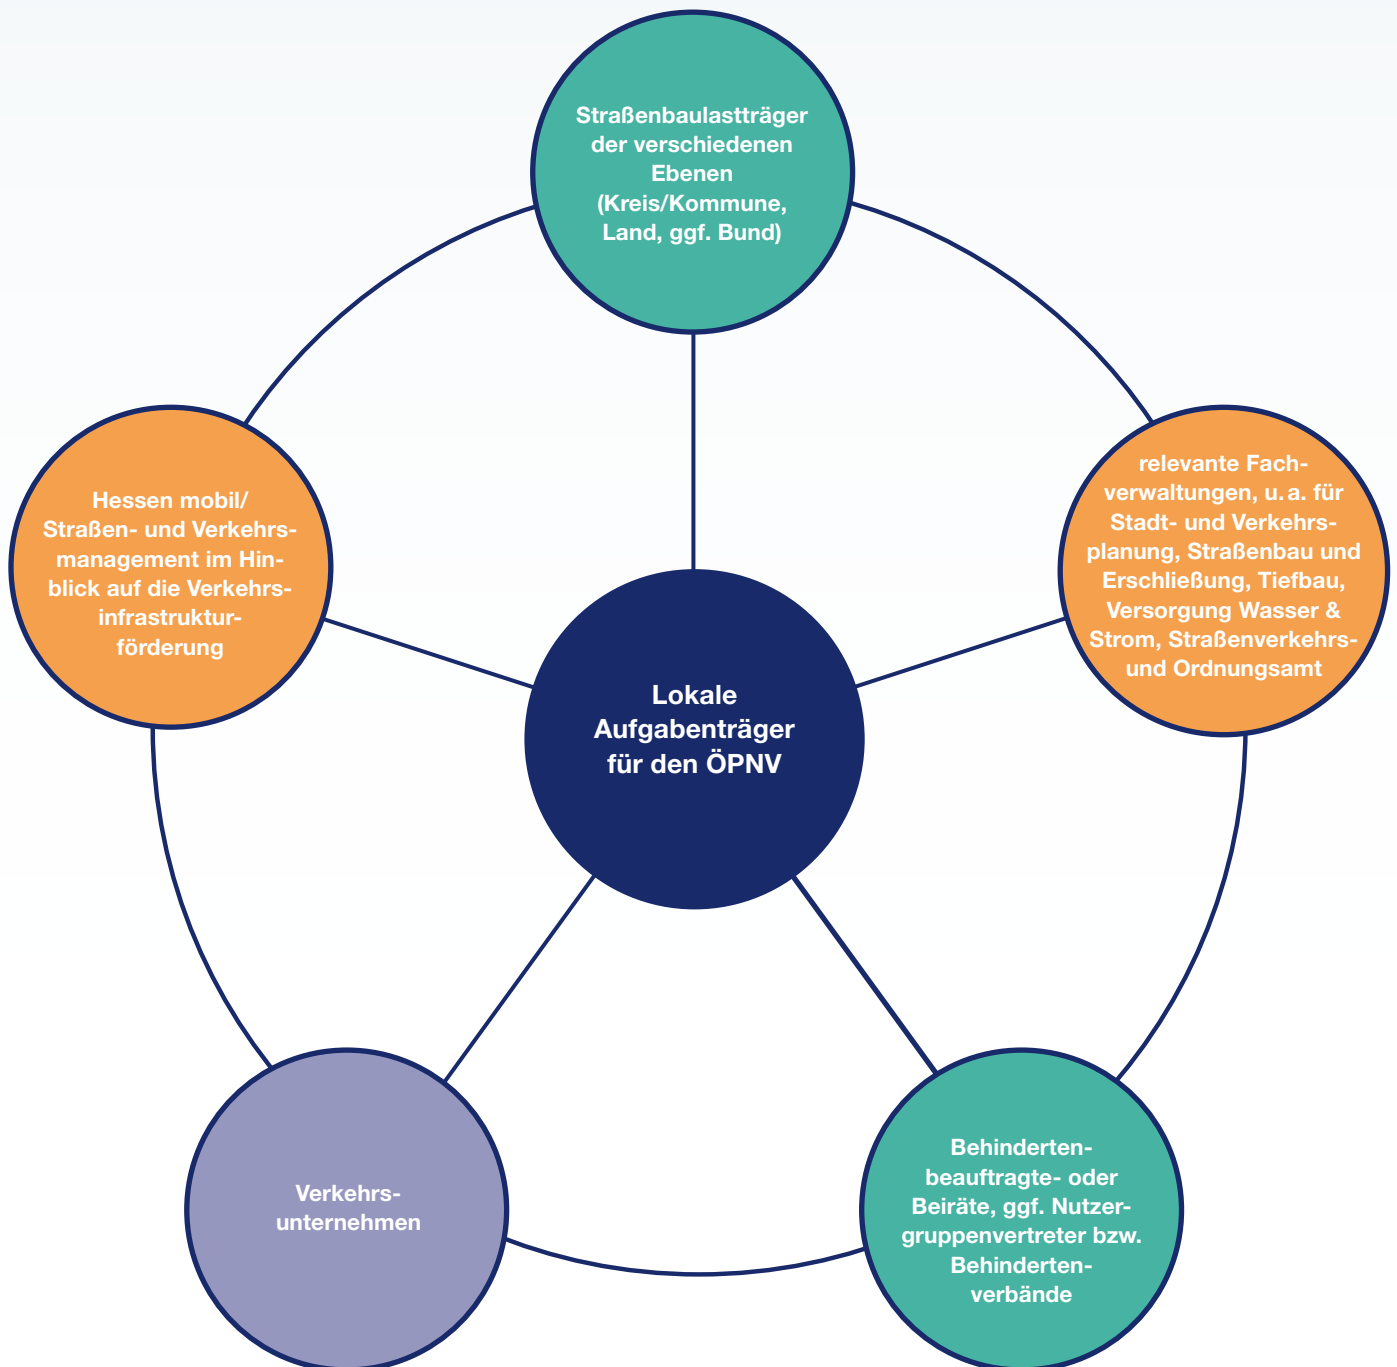 Straßenbaulastträger
der verschiedenen
Ebenen
(Kreis/Kommune,
Land, ggf. Bund)
Hessen mobil/
Straßen- und Verkehrs-
management im Hin-
blick auf die Verkehrs-
infrastruktur-
förderung
relevante Fach-
verwaltungen, u. a. für
Stadt- und Verkehrs-
planung, Straßenbau und
Erschließung, Tiefbau,
Versorgung Wasser &
Strom, Straßenverkehrs-
und Ordnungsamt
Lokale
Aufgabenträger
für den ÖPNV
Verkehrs-
unternehmen
Behinderten-
beauftragte- oder
Beiräte, ggf. Nutzer-
gruppenvertreter bzw.
Behinderten-
verbände